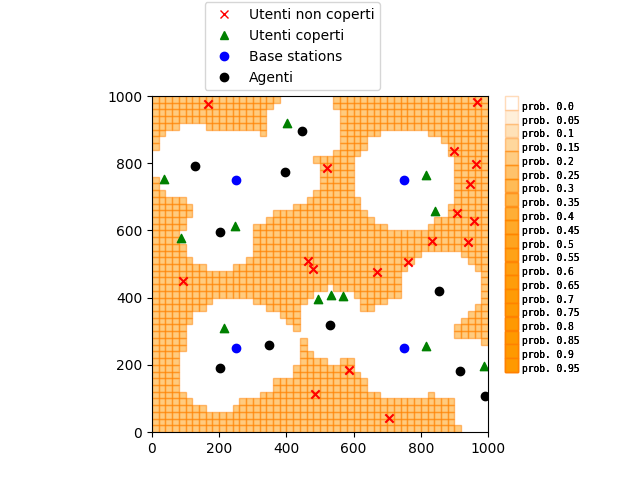 Utenti non coperti
Utenti coperti
Base stations
Agenti
1000
800
600
400
200
0
0
200
400
600
800
1000
prob. 0.0
prob. 0.05
prob. 0.1
prob. 0.15
prob. 0.2
prob. 0.25
prob. 0.3
prob. 0.35
prob. 0.4
prob. 0.45
prob. 0.5
prob. 0.55
prob. 0.6
prob. 0.65
prob. 0.7
prob. 0.75
prob. 0.8
prob. 0.85
prob. 0.9
prob. 0.95